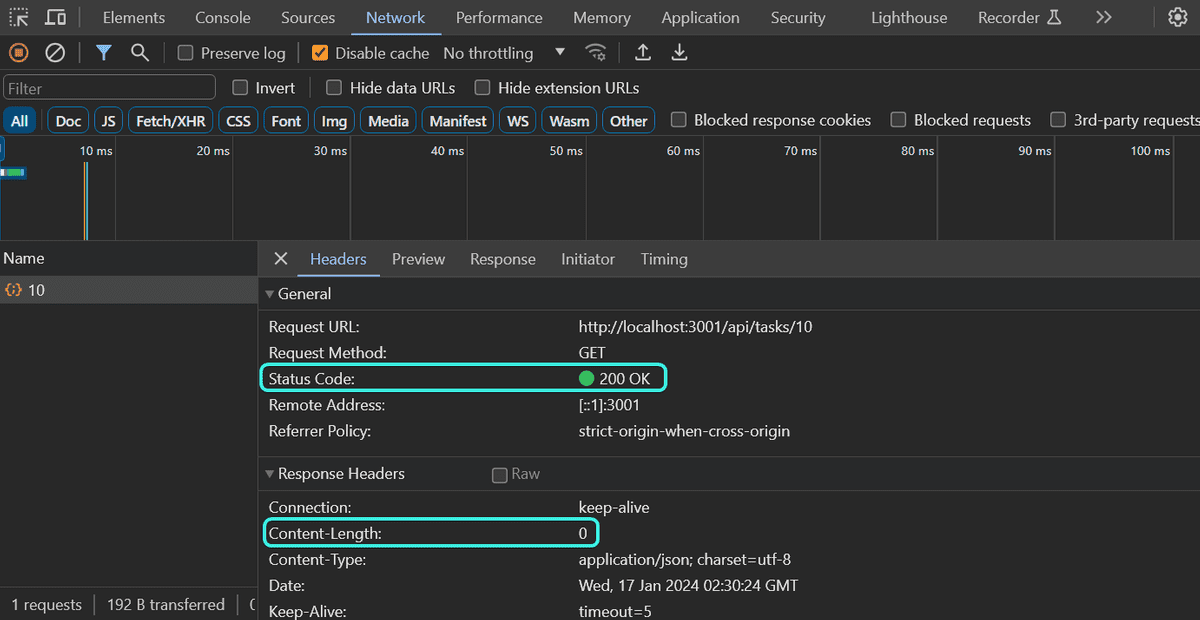 Elements Console Sources Network Performance Memory Application Security Lighthouse Recorder
Preserve log Disable cache No throttling
Filter Invert Hide data URLs Hide extension URLs
All Doc JS Fetch/XHR CSS Font Img Media Manifest WS Wasm Other Blocked response cookies Blocked requests 3rd-party requests
10 ms 20 ms 30 ms 40 ms 50 ms 60 ms 70 ms 80 ms 90 ms 100 ms
Name Headers Preview Response Initiator Timing
10 General
Request URL: http://localhost:3001/api/tasks/10
Request Method: GET
Status Code: 200 OK
Remote Address: [::1]:3001
Referrer Policy: strict-origin-when-cross-origin
Response Headers Raw
Connection: keep-alive
Content-Length: 0
Content-Type: application/json; charset=utf-8
Date: Wed, 17 Jan 2024 02:30:24 GMT
1 requests 192 B transferred Keep-Alive: timeout=5